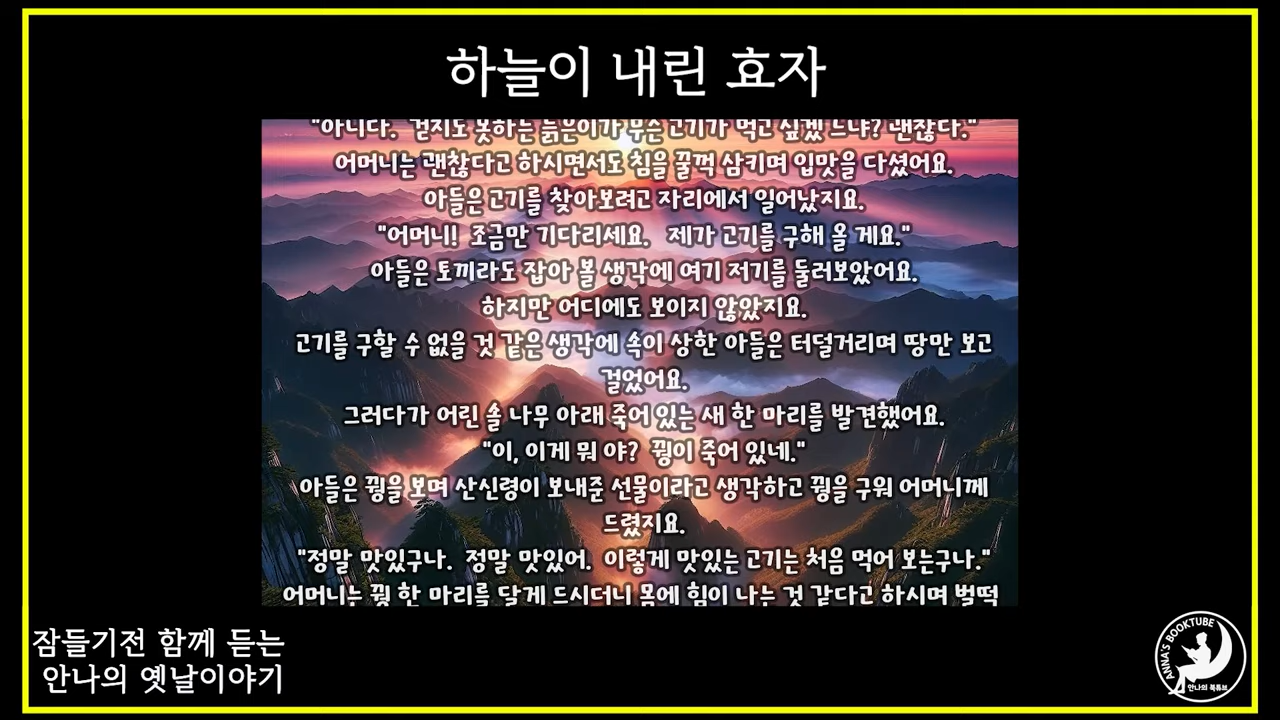 하늘이 내린 효자
"아니다. 걷지도 못하는 늙은이가 무슨 고기가 먹고 싶겠 느냐? 괜찮다."
어머니는 괜찮다고 하시면서도 침을 꿀꺽 삼키며 입맛을 다셨어요.
아들은 고기를 찾아보려고 자리에서 일어났지요.
"어머니! 조금만 기다리세요. 제가 고기를 구해 올 게요."
아들은 토끼라도 잡아 볼 생각에 여기 저기를 둘러보았어요.
하지만 어디에도 보이지 않았지요.
고기를 구할 수 없을 것 같은 생각에 속이 상한 아들은 터덜거리며 땅만 보고
걸었어요.
그러다가 어린 솔 나무 아래 죽어 있는 새 한 마리를 발견했어요.
"이, 이게 뭐 야? 꿩이 죽어 있네."
아들은 꿩을 보며 산신령이 보내준 선물이라고 생각하고 꿩을 구워 어머니께
드렸지요.
"정말 맛있구나. 정말 맛있어. 이렇게 맛있는 고기는 처음 먹어 보는구나."
어머니는 꿩 한 마리를 달게 드시더니 몸에 힘이 나는 것 같다고 하시며 벌떡
잠들기전 함께 듣는
안나의 옛날이야기
ANNA'S BOOKTUBE
안나의 북튜브